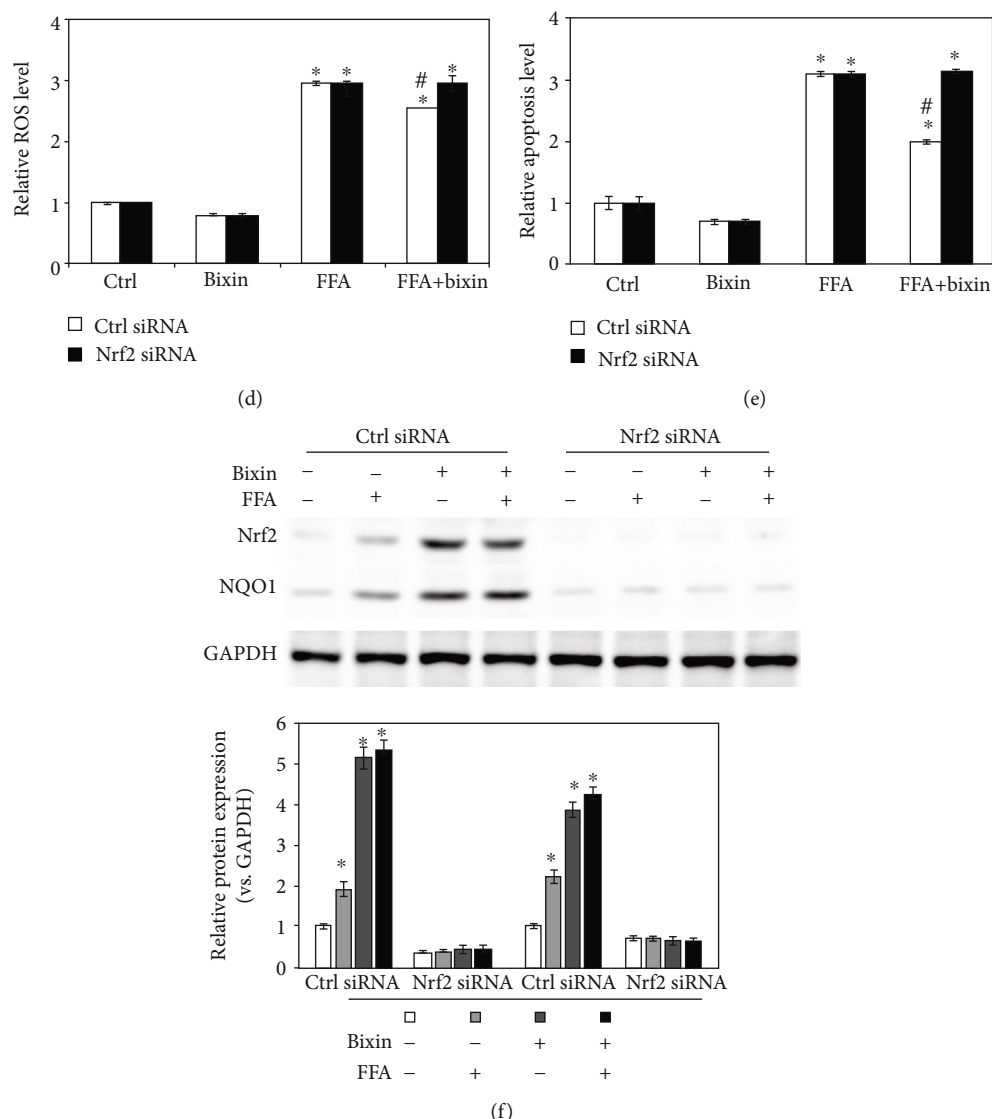 Relative ROS level
4
3
2
1
0
* * # * *
Ctrl Bixin FFA FFA+bixin
Ctrl siRNA
Nrf2 siRNA
(d)
Relative apoptosis level
4
3
2
1
0
* * # * *
Ctrl Bixin FFA FFA+bixin
Ctrl siRNA
Nrf2 siRNA
(e)
Ctrl siRNA Nrf2 siRNA
Bixin – – + + – – + +
FFA – + – + – + – +
Nrf2
NQO1
GAPDH
Relative protein expression
(vs. GAPDH)
6
5
4
3
2
1
0
* * * * * *
Ctrl siRNA Nrf2 siRNA Ctrl siRNA Nrf2 siRNA
Bixin – – + +
FFA – + – +
(f)